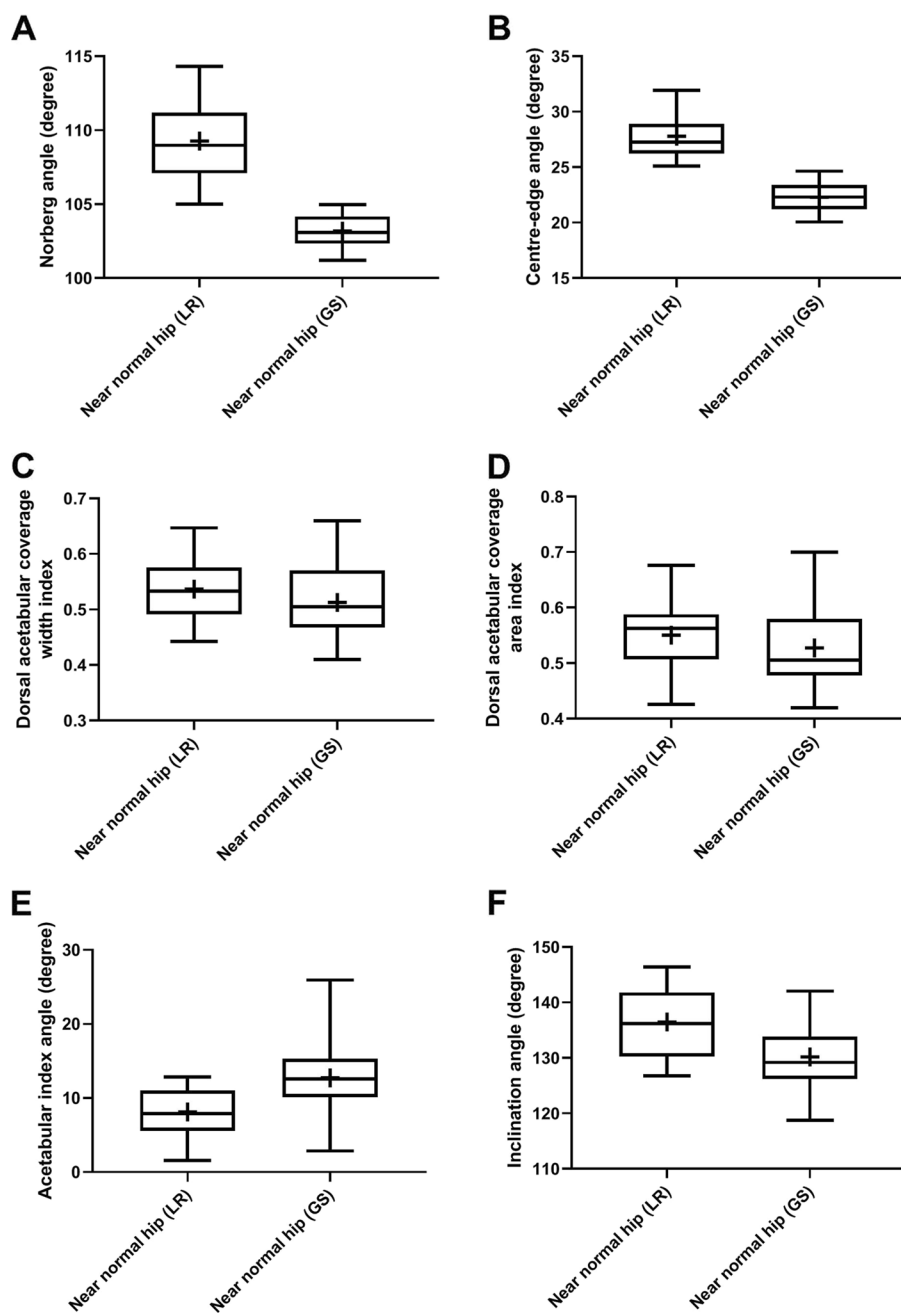 A
Norberg angle (degree)
115
110
105
100
Near normal hip (LR)
Near normal hip (GS)
B
Centre-edge angle (degree)
35
30
25
20
15
Near normal hip (LR)
Near normal hip (GS)
C
Dorsal acetabular coverage
width index
0.7
0.6
0.5
0.4
0.3
Near normal hip (LR)
Near normal hip (GS)
D
Dorsal acetabular coverage
area index
0.8
0.7
0.6
0.5
0.4
Near normal hip (LR)
Near normal hip (GS)
E
Acetabular index angle (degree)
30
20
10
0
Near normal hip (LR)
Near normal hip (GS)
F
Inclination angle (degree)
150
140
130
120
110
Near normal hip (LR)
Near normal hip (GS)